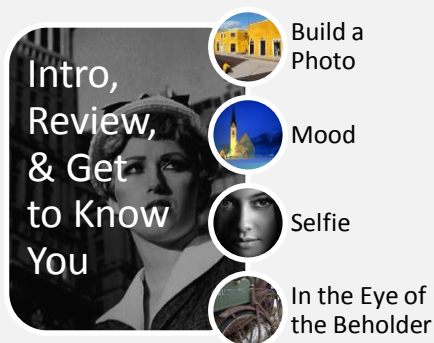 Intro,
Review,
& Get
to Know
You
Build a
Photo
Mood
Selfie
In the Eye of
the Beholder